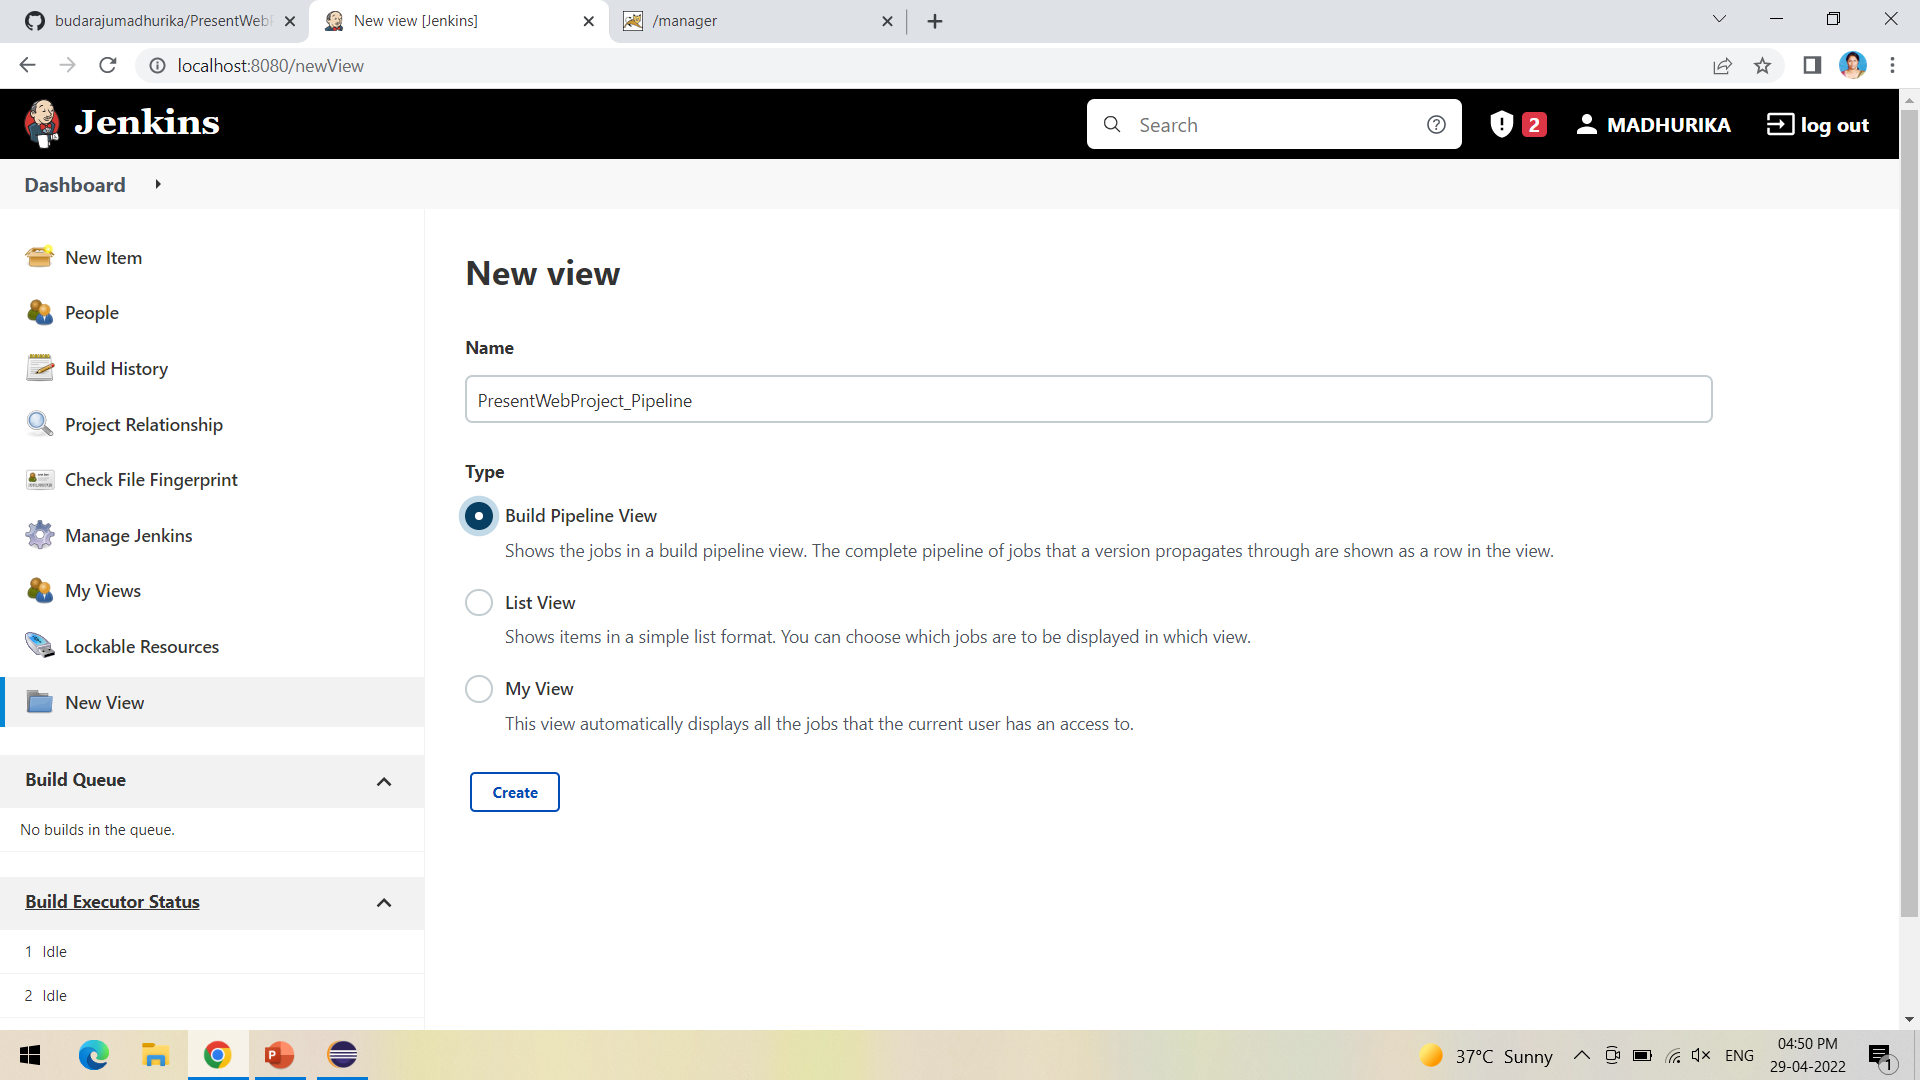 budarajumadhurika/PresentWebP
New view [Jenkins]
/manager
localhost:8080/newView
Jenkins
Search
2
MADHURIKA
log out
Dashboard
New Item
People
Build History
Project Relationship
Check File Fingerprint
Manage Jenkins
My Views
Lockable Resources
New View
Build Queue
No builds in the queue.
Build Executor Status
1 Idle
2 Idle
New view
Name
PresentWebProject_Pipeline
Type
Build Pipeline View
Shows the jobs in a build pipeline view. The complete pipeline of jobs that a version propagates through are shown as a row in the view.
List View
Shows items in a simple list format. You can choose which jobs are to be displayed in which view.
My View
This view automatically displays all the jobs that the current user has an access to.
Create
37°C Sunny
ENG
04:50 PM
29-04-2022
1